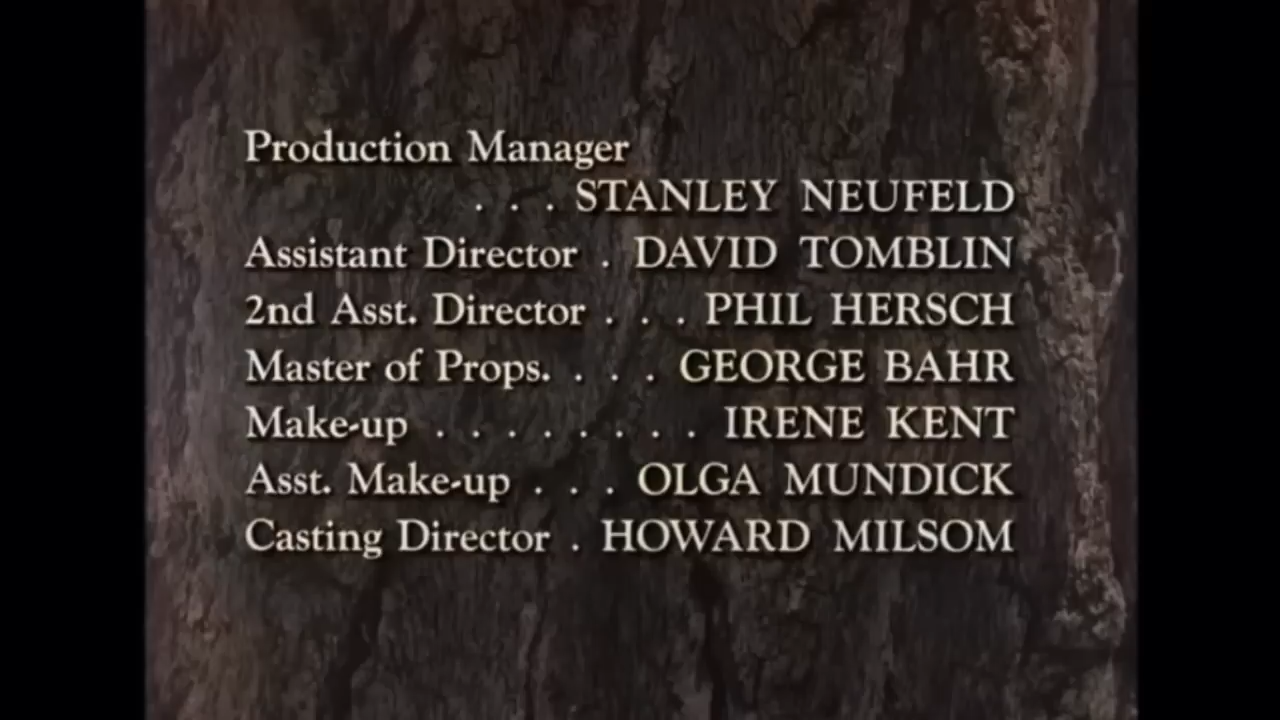 Production Manager
. . . STANLEY NEUFELD
Assistant Director . DAVID TOMBLIN
2nd Asst. Director . . . PHIL HERSCH
Master of Props. . . . GEORGE BAHR
Make-up . . . . . . . . IRENE KENT
Asst. Make-up . . . OLGA MUNDICK
Casting Director . HOWARD MILSOM